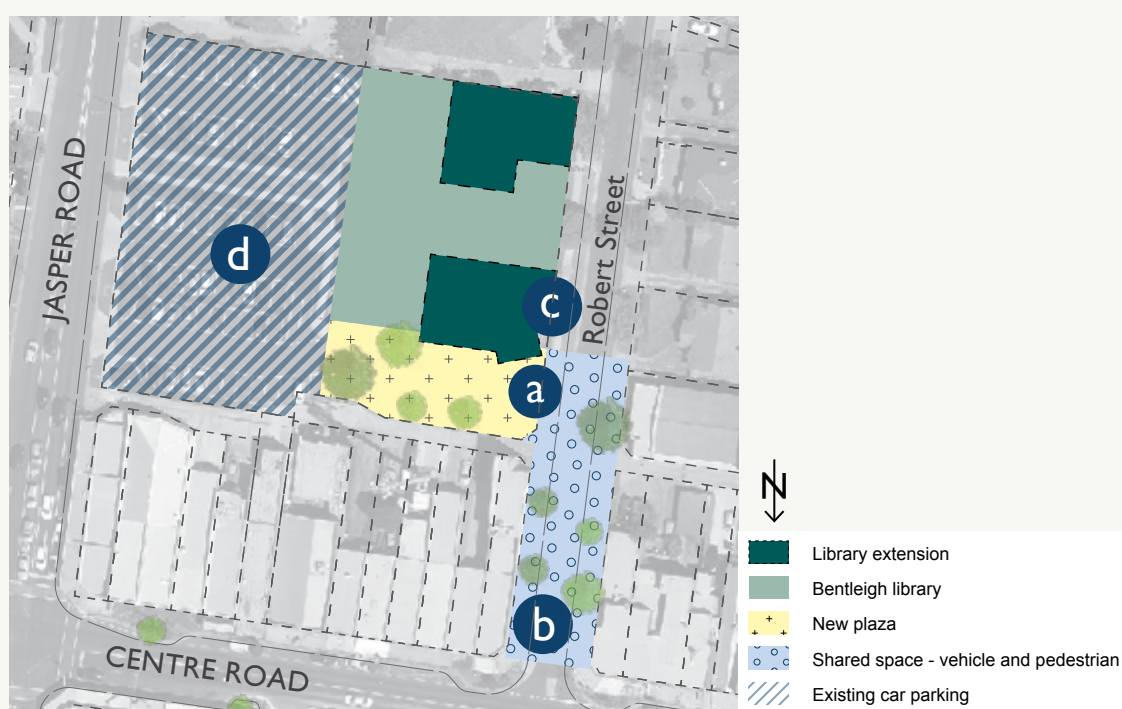 JASPER ROAD
d
c
Robert Street
a
b
CENTRE ROAD
N
Library extension
Bentleigh library
New plaza
Shared space - vehicle and pedestrian
Existing car parking